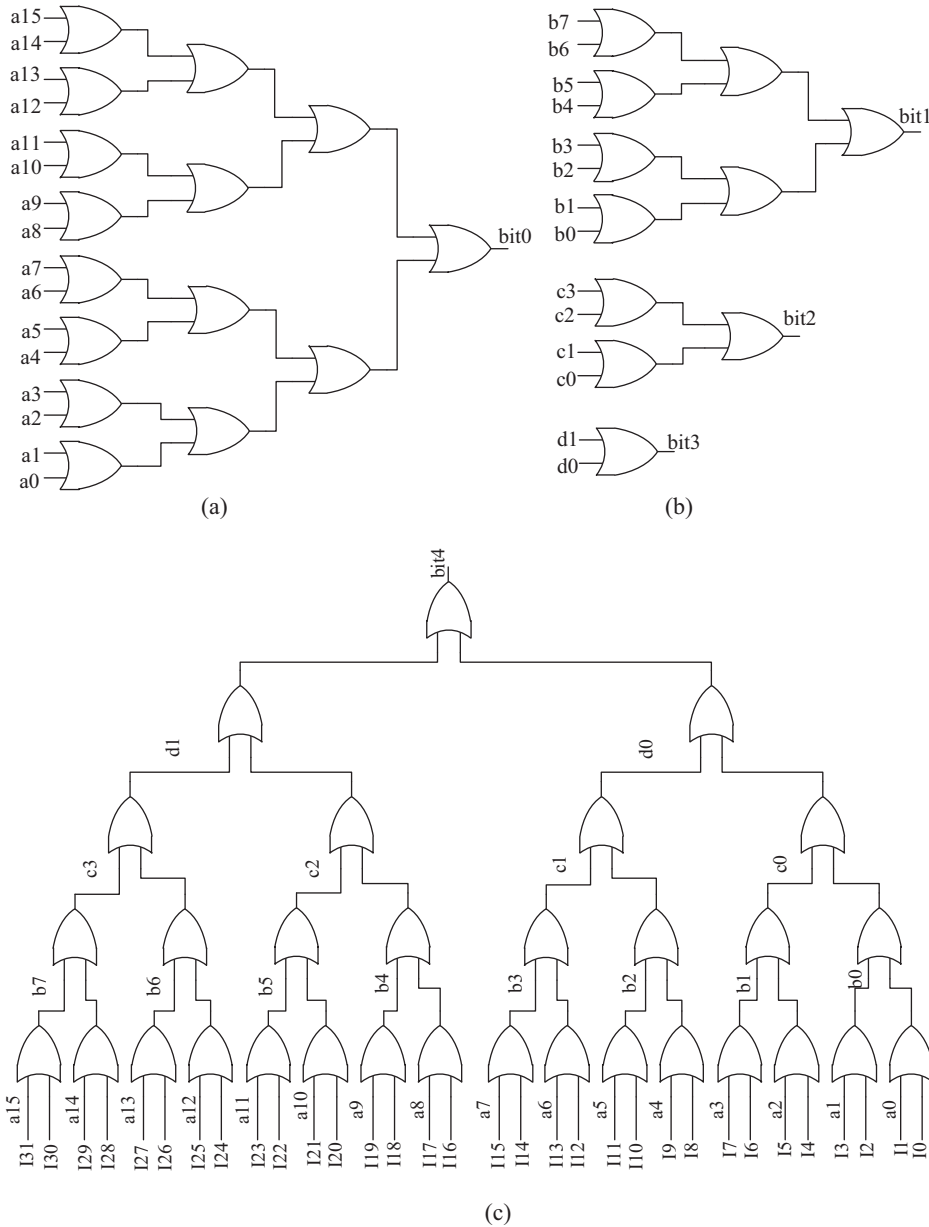 a15
a14
a13
a12
a11
a10
a9
a8
a7
a6
a5
a4
a3
a2
a1
a0
bit0
(a)
b7
b6
b5
b4
b3
b2
b1
b0
bit1
c3
c2
c1
c0
bit2
d1
d0
bit3
(b)
bit4
d1
d0
c3
c2
c1
c0
b7
b6
b5
b4
b3
b2
b1
b0
a15
a14
a13
a12
a11
a10
a9
a8
a7
a6
a5
a4
a3
a2
a1
a0
I31
I30
I29
I28
I27
I26
I25
I24
I23
I22
I21
I20
I19
I18
I17
I16
I15
I14
I13
I12
I11
I10
I9
I8
I7
I6
I5
I4
I3
I2
I1
I0
(c)